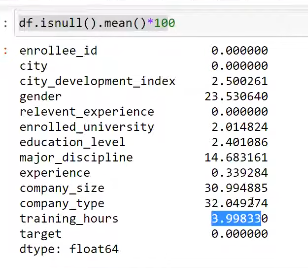 : df.isnull().mean()*100
: enrollee_id 0.000000
city 0.000000
city_development_index 2.500261
gender 23.530640
relevent_experience 0.000000
enrolled_university 2.014824
education_level 2.401086
major_discipline 14.683161
experience 0.339284
company_size 30.994885
company_type 32.049274
training_hours 3.998330
target 0.000000
dtype: float64